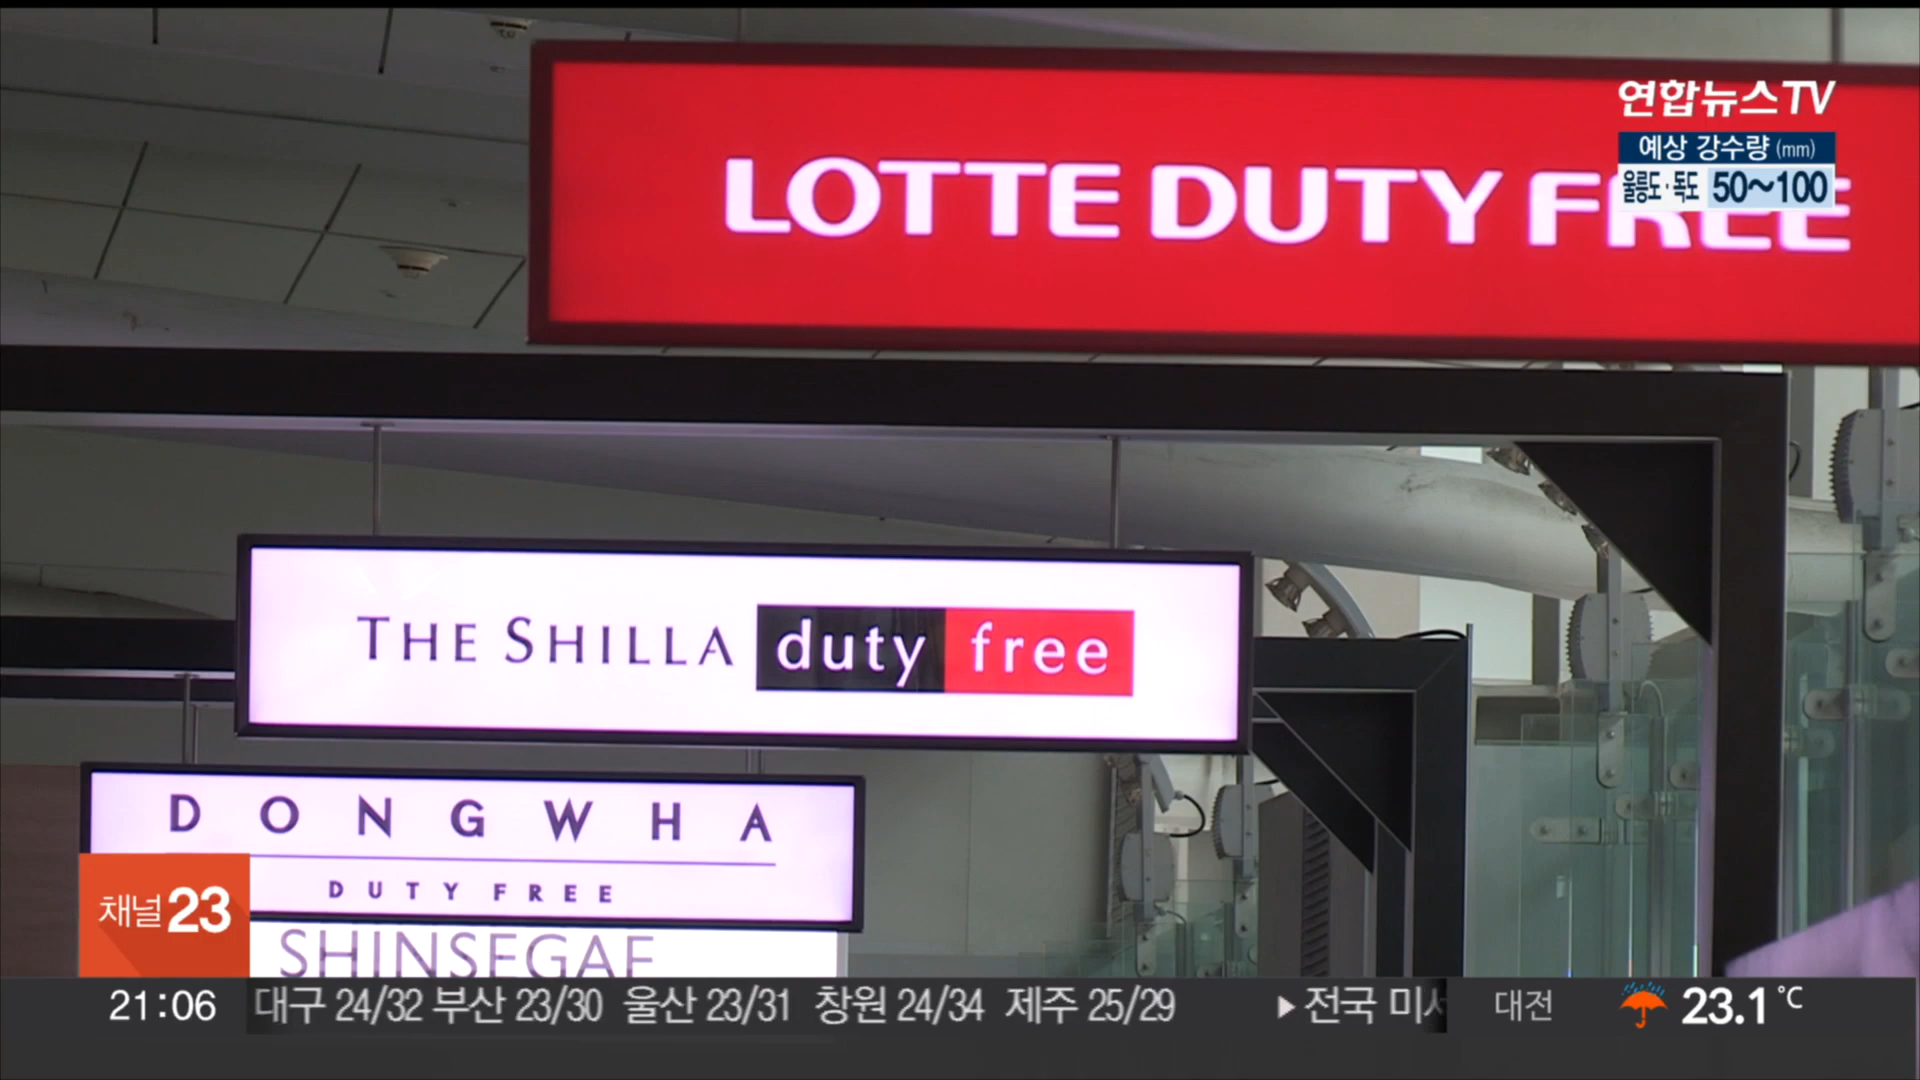 LOTTE DUTY FREE
연합뉴스TV
예상 강수량 (mm)
울릉도·독도 50~100
THE SHILLA duty free
DONGWHA
DUTY FREE
SHINSEGAE
채널23
21:06 대구 24/32 부산 23/30 울산 23/31 창원 24/34 제주 25/29 ▶전국 미세 대전 23.1℃